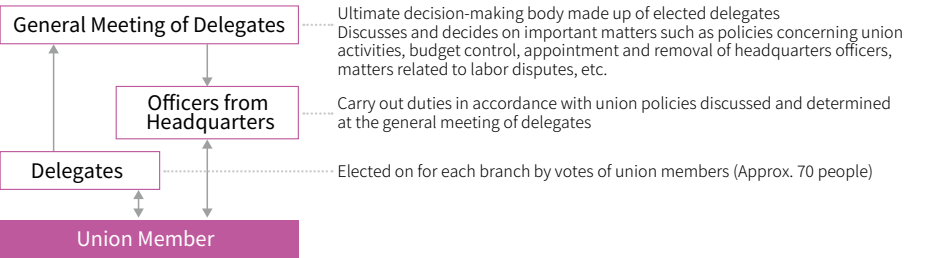 General Meeting of Delegates
Ultimate decision-making body made up of elected delegates
Discusses and decides on important matters such as policies concerning union
activities, budget control, appointment and removal of headquarters officers,
matters related to labor disputes, etc.
Officers from
Headquarters
Carry out duties in accordance with union policies discussed and determined
at the general meeting of delegates
Delegates
Elected on for each branch by votes of union members (Approx. 70 people)
Union Member